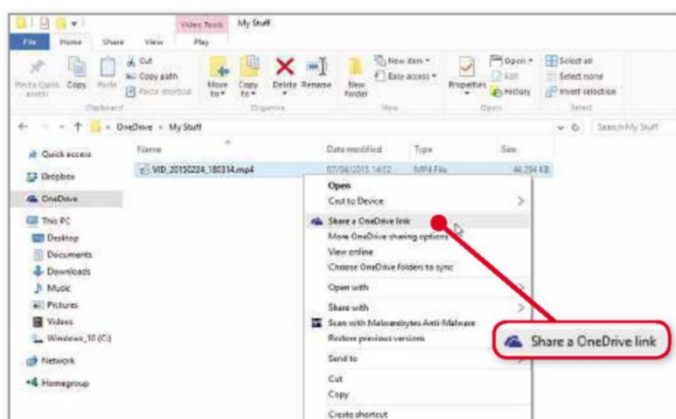 Video Tools My Stuff
File Home Share View Play
Pin to Quick access
Copy
Paste
Cut
Copy path
Paste shortcut
Move to
Copy to
Delete
Rename
New folder
New item
Easy access
Properties
Open
Edit
History
Select all
Select none
Invert selection
Clipboard Organise New Open Select
OneDrive › My Stuff
Search My Stuff
Name Date modified Type Size
VID_20150224_180314.mp4 07/04/2015 14:12 MP4 File
Quick access
Dropbox
OneDrive
This PC
Desktop
Documents
Downloads
Music
Pictures
Videos
Windows_10 (C:)
Network
Homegroup
Open
Cast to Device
Share a OneDrive link
More OneDrive sharing options
View online
Choose OneDrive folders to sync
Open with
Share with
Scan with Malwarebytes Anti-Malware
Restore previous versions
Send to
Cut
Copy
Create shortcut
Share a OneDrive link